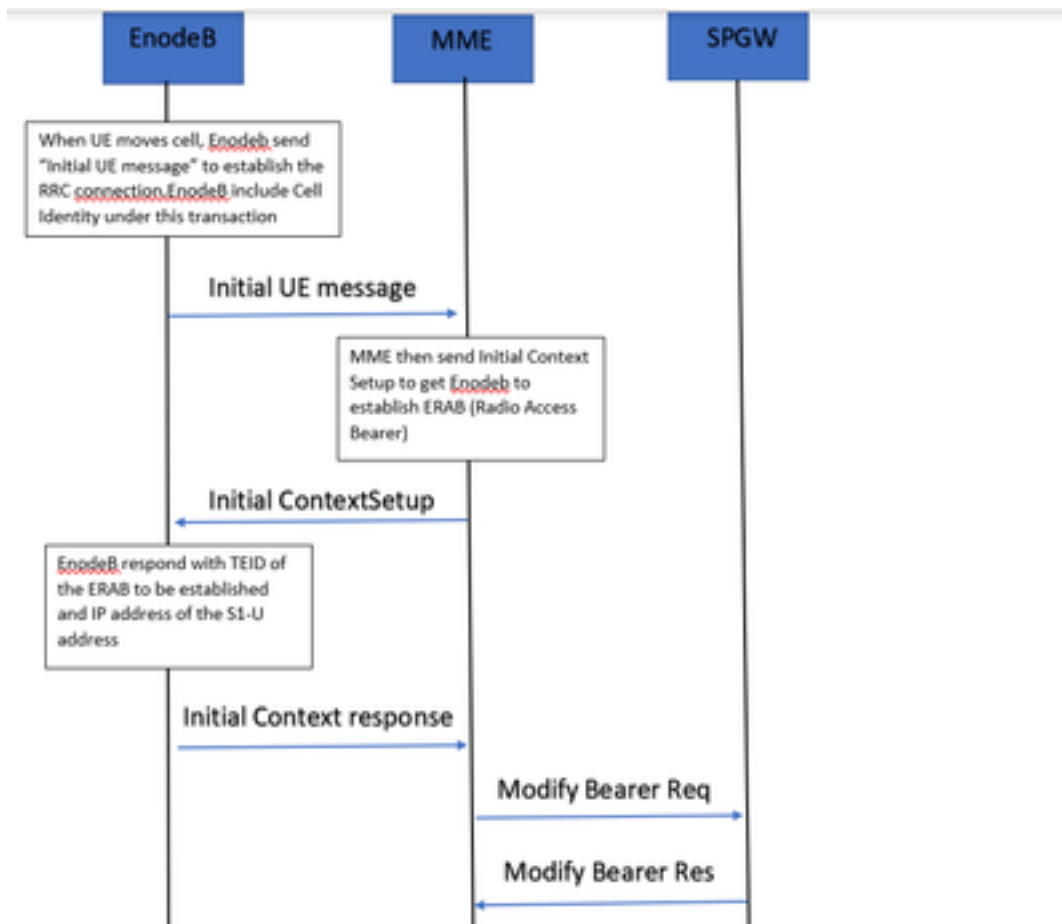 EnodeB
MME
SPGW
When UE moves cell, Enodeb send
"Initial UE message" to establish the
RRC connection.EnodeB include Cell
Identity under this transaction
Initial UE message
MME then send Initial Context
Setup to get Enodeb to
establish ERAB (Radio Access
Bearer)
Initial ContextSetup
EnodeB respond with TEID of
the ERAB to be established
and IP address of the S1-U
address
Initial Context response
Modify Bearer Req
Modify Bearer Res